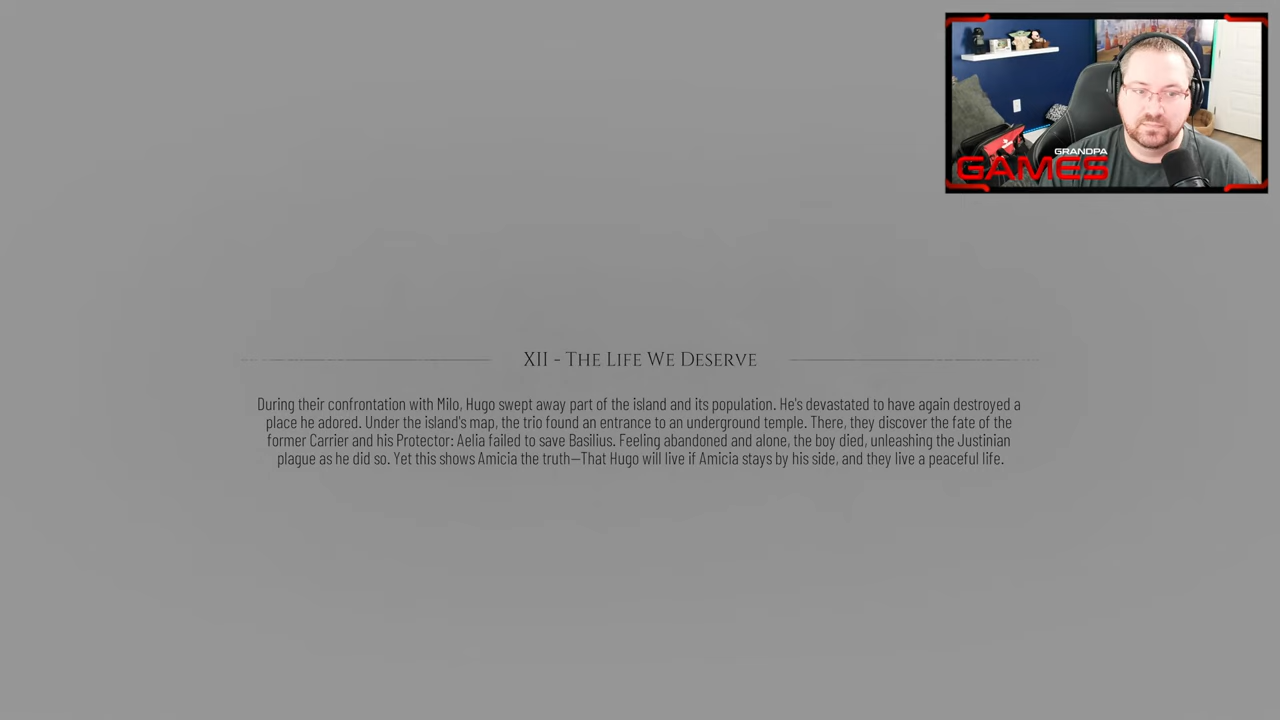 GRANDPA
GAMES
XII - The Life We Deserve
During their confrontation with Milo, Hugo swept away part of the island and its population. He's devastated to have again destroyed a
place he adored. Under the island's map, the trio found an entrance to an underground temple. There, they discover the fate of the
former Carrier and his Protector: Aelia failed to save Basilius. Feeling abandoned and alone, the boy died, unleashing the Justinian
plague as he did so. Yet this shows Amicia the truth—That Hugo will live if Amicia stays by his side, and they live a peaceful life.